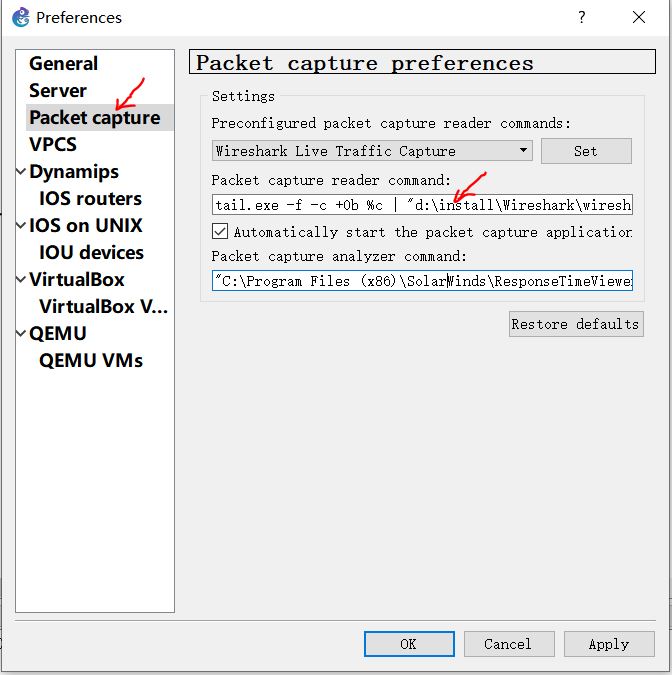 Preferences
General
Server
Packet capture
VPCS
Dynamips
IOS routers
IOS on UNIX
IOU devices
VirtualBox
VirtualBox V...
QEMU
QEMU VMs
Packet capture preferences
Settings
Preconfigured packet capture reader commands:
Wireshark Live Traffic Capture
Set
Packet capture reader command:
tail.exe -f -c +0b %c | "d:\install\Wireshark\wiresh
Automatically start the packet capture application
Packet capture analyzer command:
"C:\Program Files (x86)\SolarWinds\ResponseTimeViewer
Restore defaults
OK
Cancel
Apply